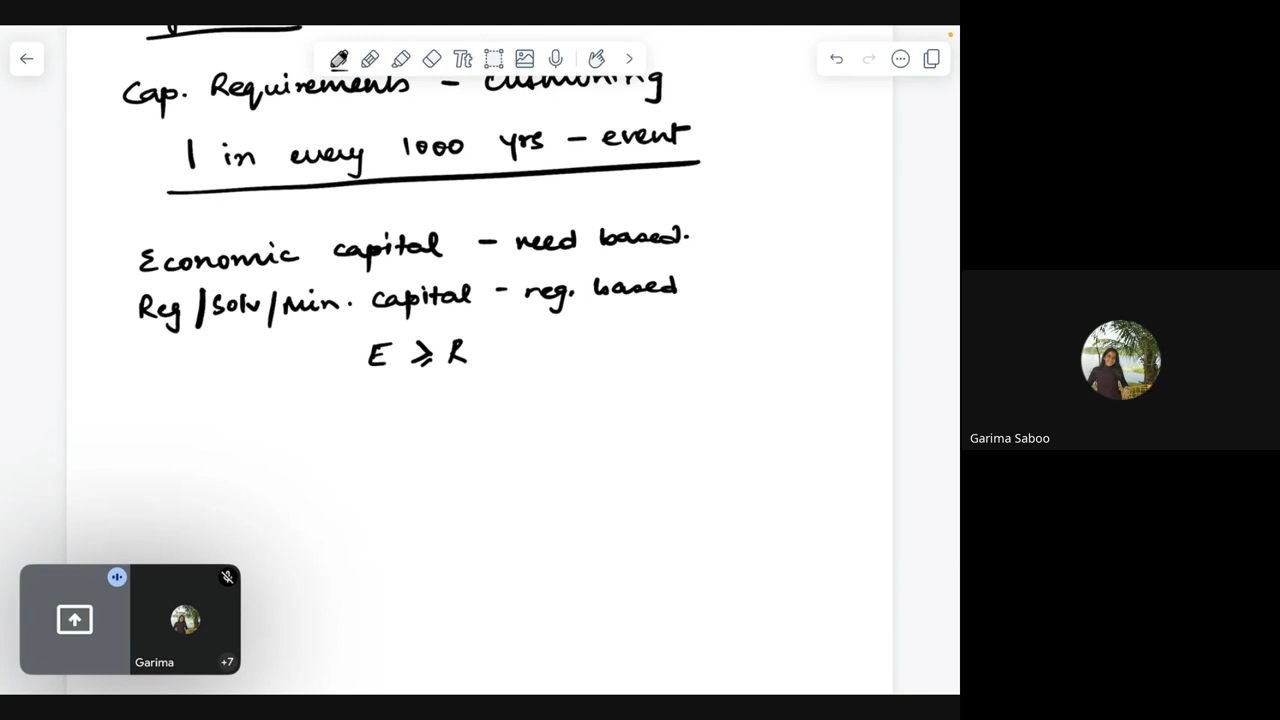 Tt
Cap. Requirements - cushioning
1 in every 1000 yrs - event
Economic capital - need based.
Reg/Solv/Min. capital - reg. based
E ⩾ R
Garima Saboo
Garima
+7